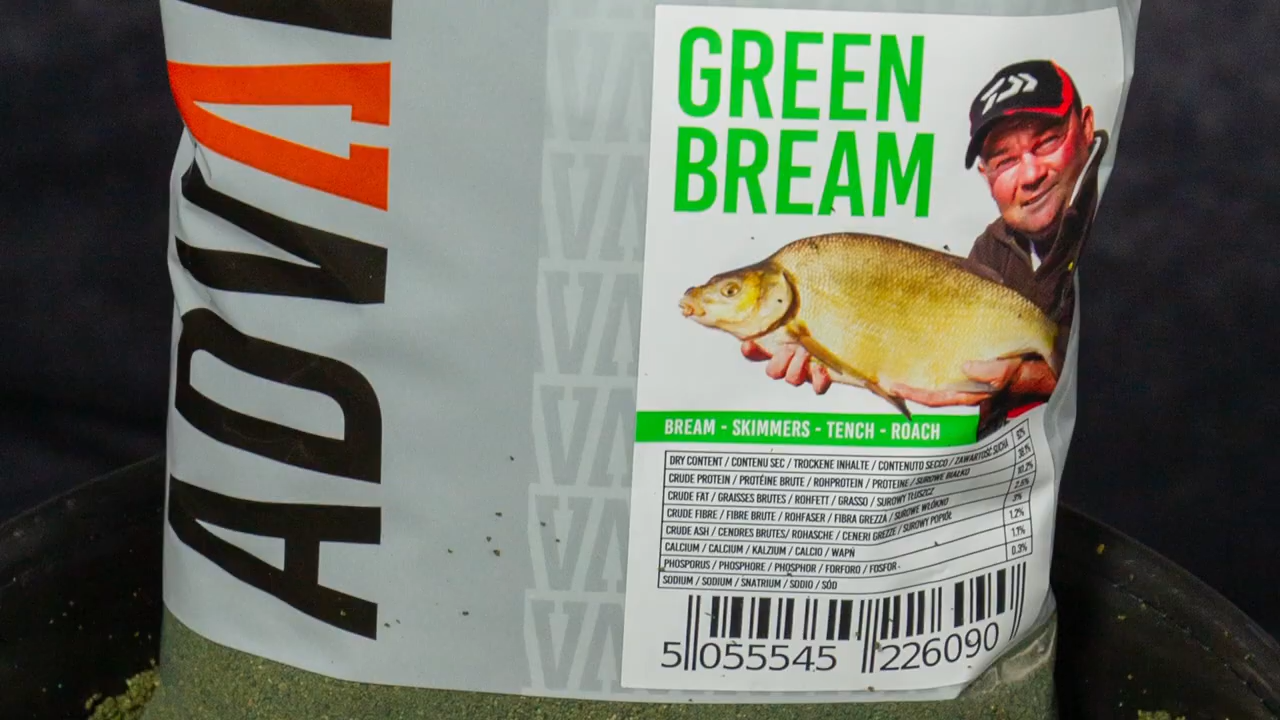 ADVA
GREEN
BREAM
BREAM - SKIMMERS - TENCH - ROACH
DRY CONTENT / CONTENU SEC / TROCKENE INHALTE / CONTENUTO SECCO / ZAWARTOŚĆ SUCHA
CRUDE PROTEIN / PROTÉINE BRUTE / ROHPROTEIN / PROTEINE / SUROWE BIAŁKO
CRUDE FAT / GRAISSES BRUTES / ROHFETT / GRASSO / SUROWY TŁUSZCZ
CRUDE FIBRE / FIBRE BRUTE / ROHFASER / FIBRA GREZZA / SUROWE WŁÓKNO
CRUDE ASH / CENDRES BRUTES/ ROHASCHE / CENERI GREZZE / SUROWY POPIÓŁ
CALCIUM / CALCIUM / KALZIUM / CALCIO / WAPŃ 1.2%
PHOSPORUS / PHOSPHORE / PHOSPHOR / FORFORO / FOSFOR 1.1%
SODIUM / SODIUM / SNATRIUM / SODIO / SÓD 0.3%
5 055545 226090